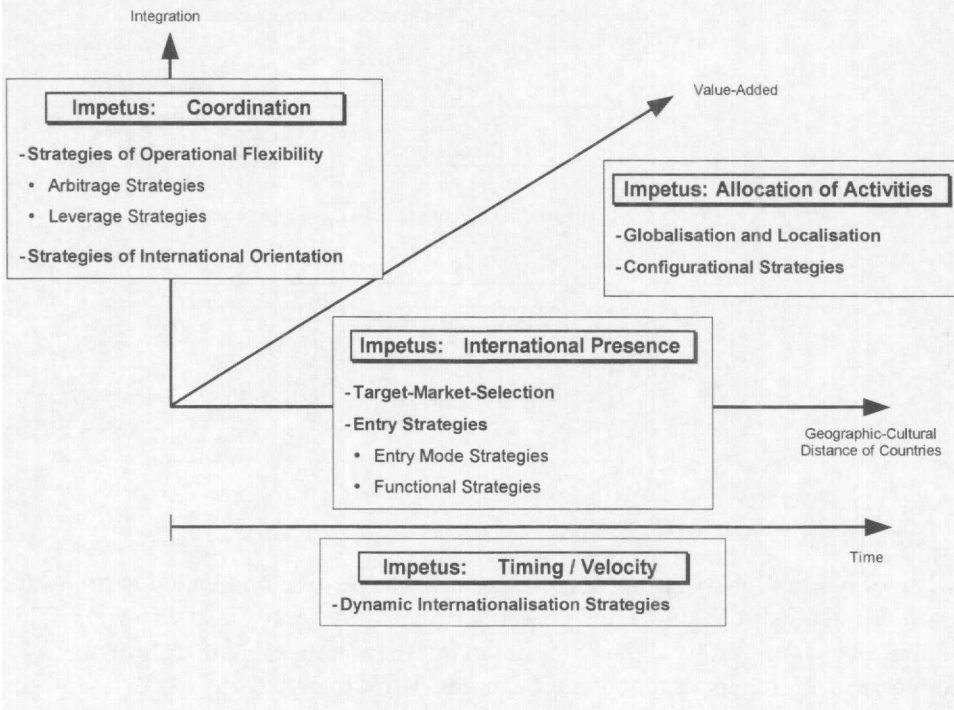 Integration
Impetus: Coordination
-Strategies of Operational Flexibility
• Arbitrage Strategies
• Leverage Strategies
-Strategies of International Orientation
Value-Added
Impetus: Allocation of Activities
-Globalisation and Localisation
-Configurational Strategies
Impetus: International Presence
-Target-Market-Selection
-Entry Strategies
• Entry Mode Strategies
• Functional Strategies
Geographic-Cultural
Distance of Countries
Time
Impetus: Timing / Velocity
-Dynamic Internationalisation Strategies